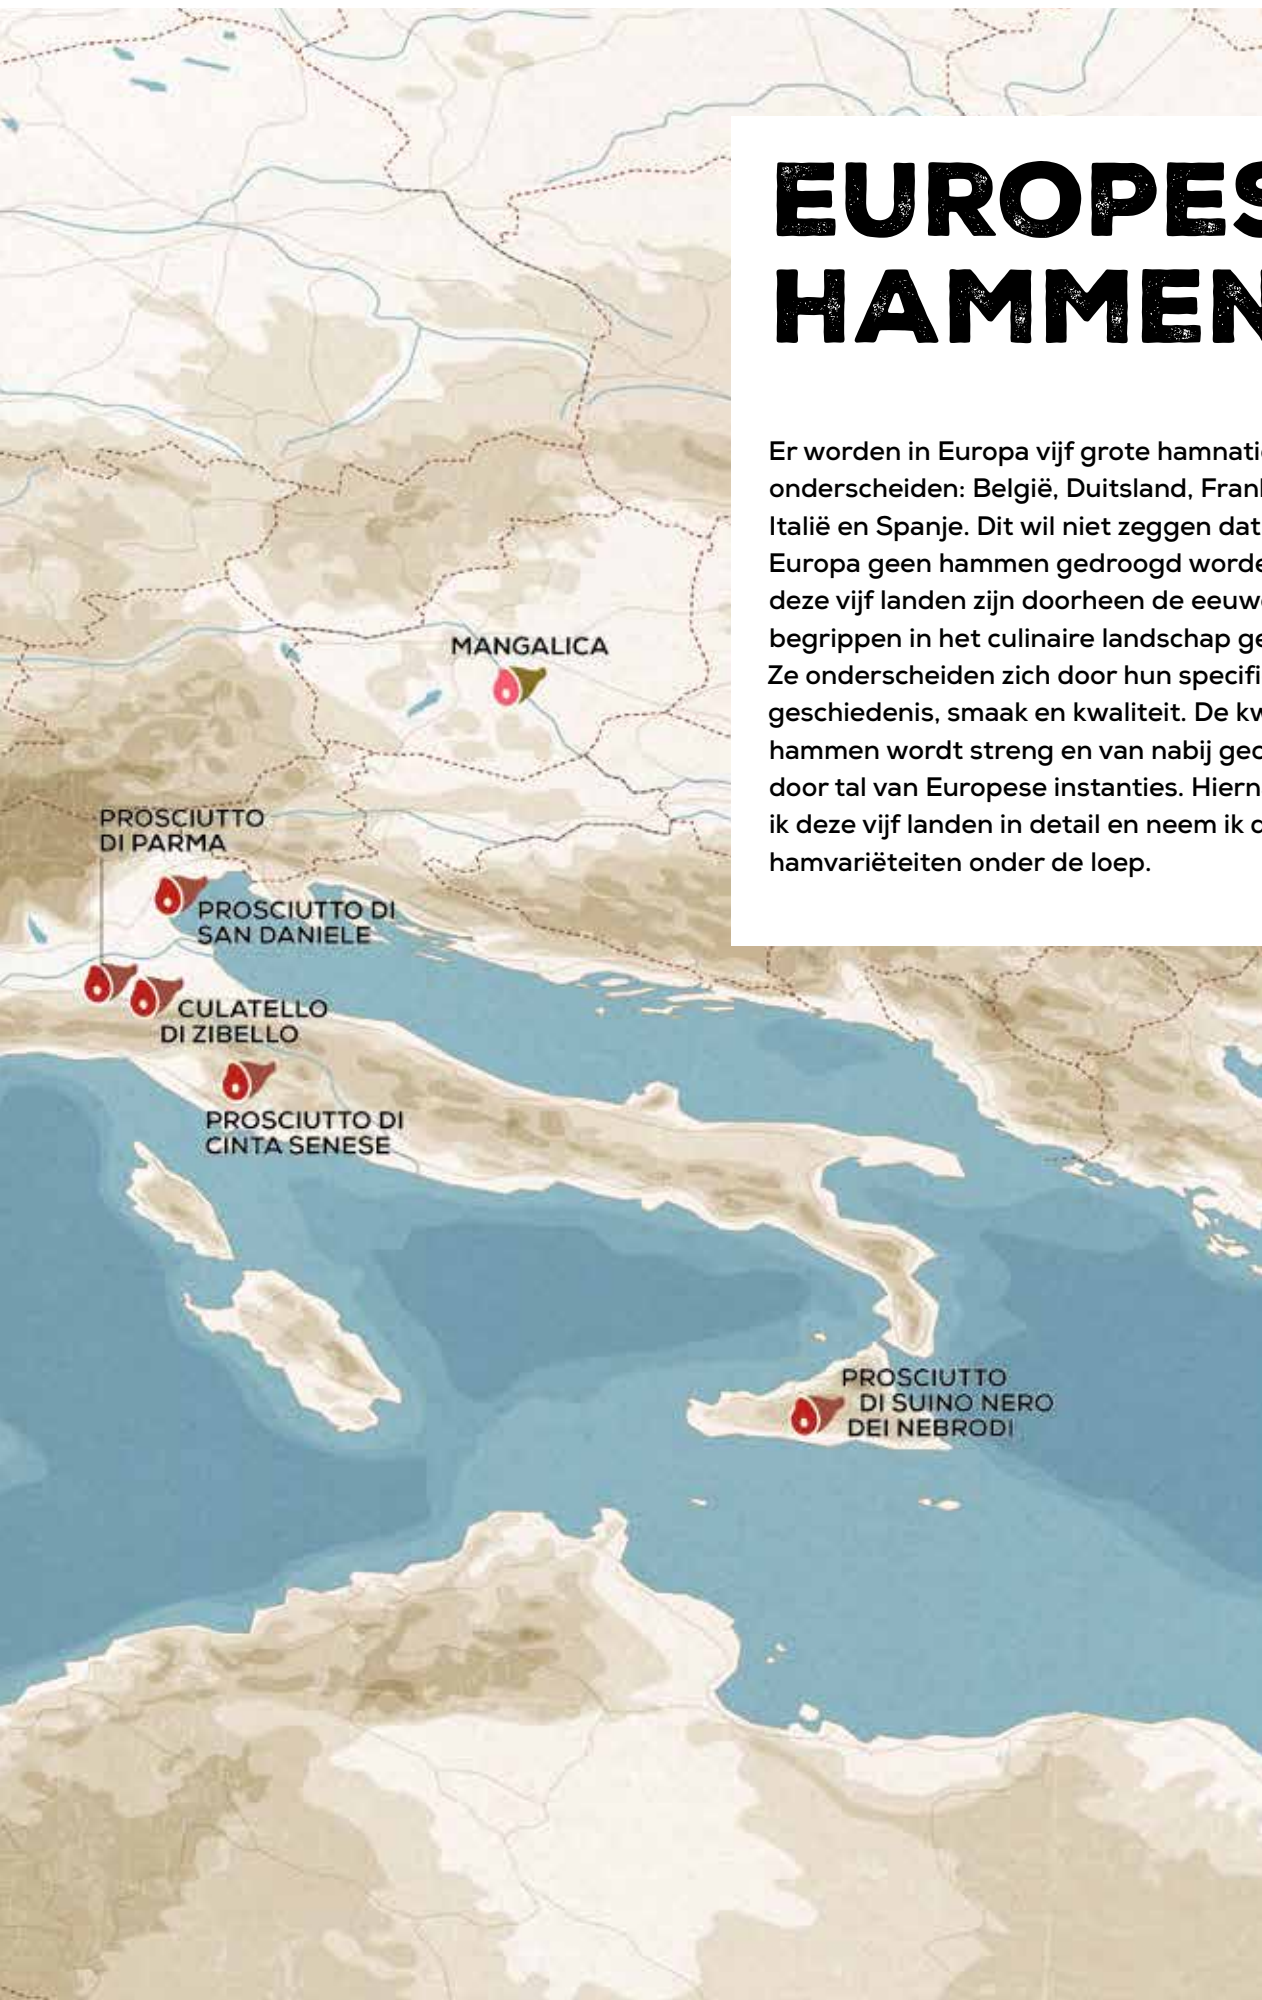 EUROPES
HAMMEN
Er worden in Europa vijf grote hamnati
onderscheiden: België, Duitsland, Fran
Italië en Spanje. Dit wil niet zeggen dat
Europa geen hammen gedroogd worde
deze vijf landen zijn doorheen de eeuw
begrippen in het culinaire landschap ge
Ze onderscheiden zich door hun specifi
geschiedenis, smaak en kwaliteit. De kw
hammen wordt streng en van nabij gec
door tal van Europese instanties. Hiern
ik deze vijf landen in detail en neem ik d
hamvariëteiten onder de loep.
MANGALICA
PROSCIUTTO
DI PARMA
PROSCIUTTO DI
SAN DANIELE
CULATELLO
DI ZIBELLO
PROSCIUTTO DI
CINTA SENESE
PROSCIUTTO
DI SUINO NERO
DEI NEBRODI